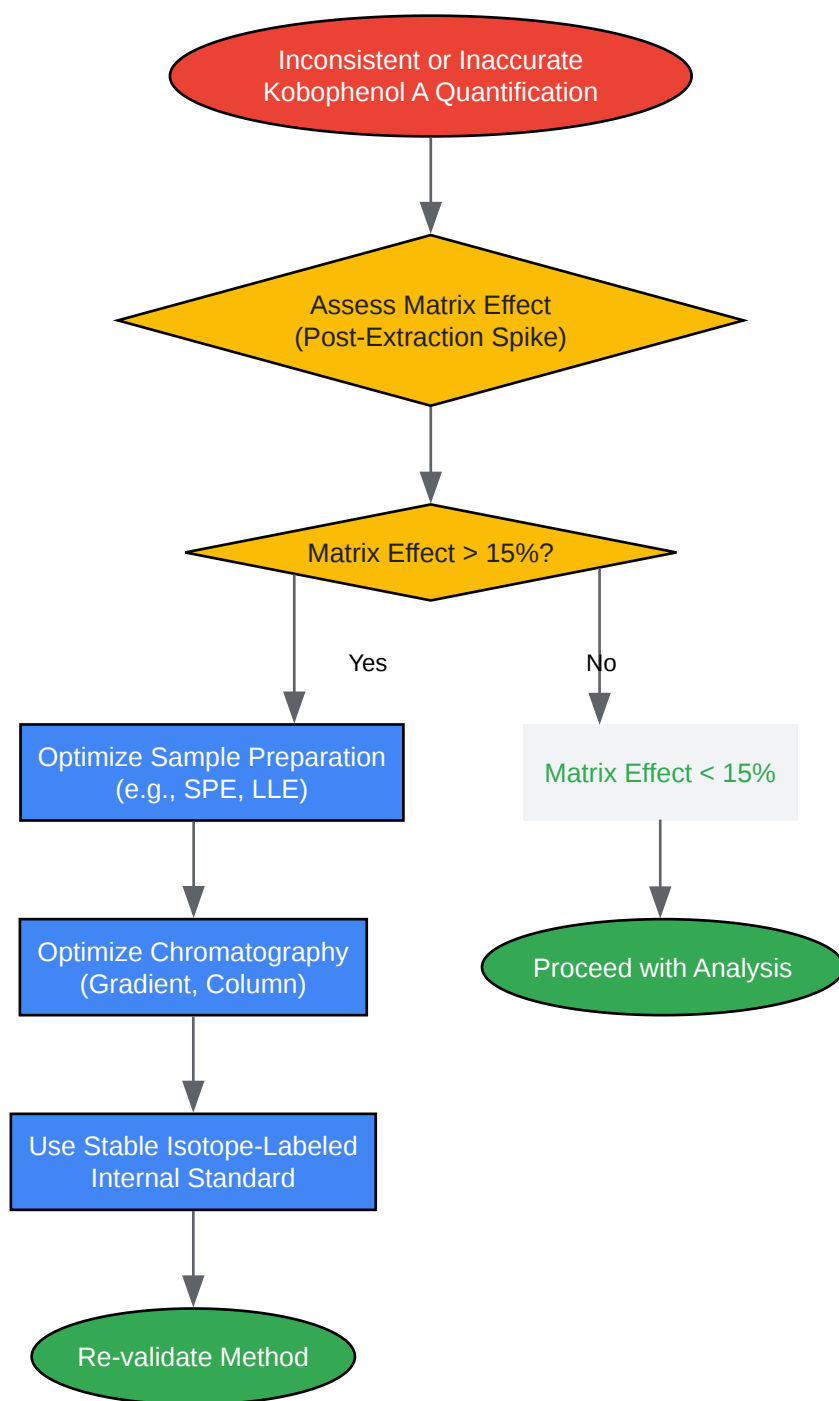 Inconsistent or Inaccurate
Kobophenol A Quantification
Assess Matrix Effect
(Post-Extraction Spike)
Matrix Effect > 15%?
Yes
No
Optimize Sample Preparation
(e.g., SPE, LLE)
Matrix Effect < 15%
Optimize Chromatography
(Gradient, Column)
Proceed with Analysis
Use Stable Isotope-Labeled
Internal Standard
Re-validate Method